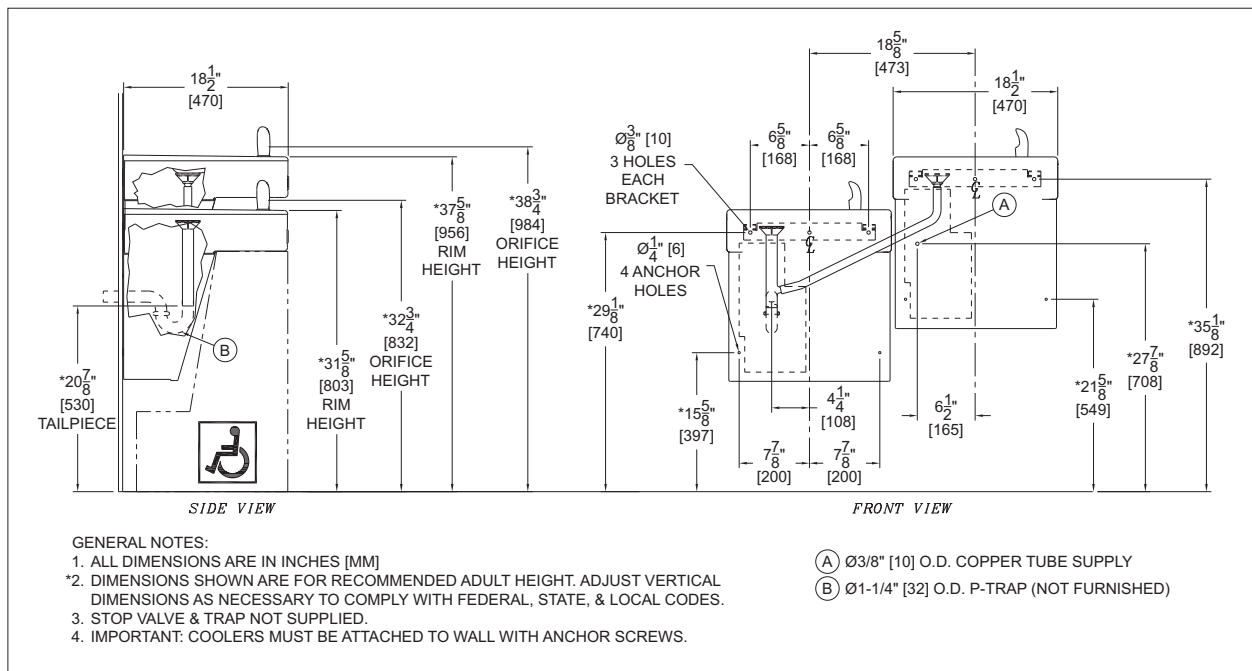 18 1/2"
[470]
*37 5/8"
[956]
RIM
HEIGHT
*38 3/4"
[984]
ORIFICE
HEIGHT
*32 3/4"
[832]
ORIFICE
HEIGHT
*31 5/8"
[803]
RIM
HEIGHT
B
*20 7/8"
[530]
TAILPIECE
SIDE VIEW
18 5/8"
[473]
18 1/2"
[470]
6 5/8"
[168]
6 5/8"
[168]
Ø3/8" [10]
3 HOLES
EACH
BRACKET
Ø1/4" [6]
4 ANCHOR
HOLES
CL
CL
A
*29 1/8"
[740]
*15 5/8"
[397]
4 1/4"
[108]
7 7/8"
[200]
7 7/8"
[200]
6 1/2"
[165]
*21 5/8"
[549]
*27 7/8"
[708]
*35 1/8"
[892]
FRONT VIEW
GENERAL NOTES:
1. ALL DIMENSIONS ARE IN INCHES [MM]
*2. DIMENSIONS SHOWN ARE FOR RECOMMENDED ADULT HEIGHT. ADJUST VERTICAL
DIMENSIONS AS NECESSARY TO COMPLY WITH FEDERAL, STATE, & LOCAL CODES.
3. STOP VALVE & TRAP NOT SUPPLIED.
4. IMPORTANT: COOLERS MUST BE ATTACHED TO WALL WITH ANCHOR SCREWS.
A Ø3/8" [10] O.D. COPPER TUBE SUPPLY
B Ø1-1/4" [32] O.D. P-TRAP (NOT FURNISHED)